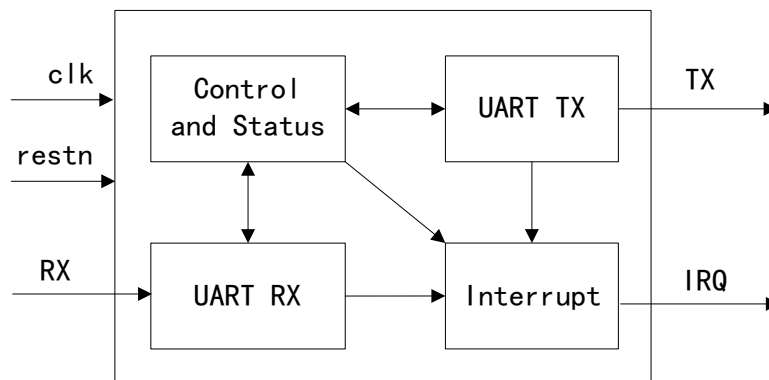 clk
restn
RX
Control
and Status
UART TX
UART RX
Interrupt
TX
IRQ